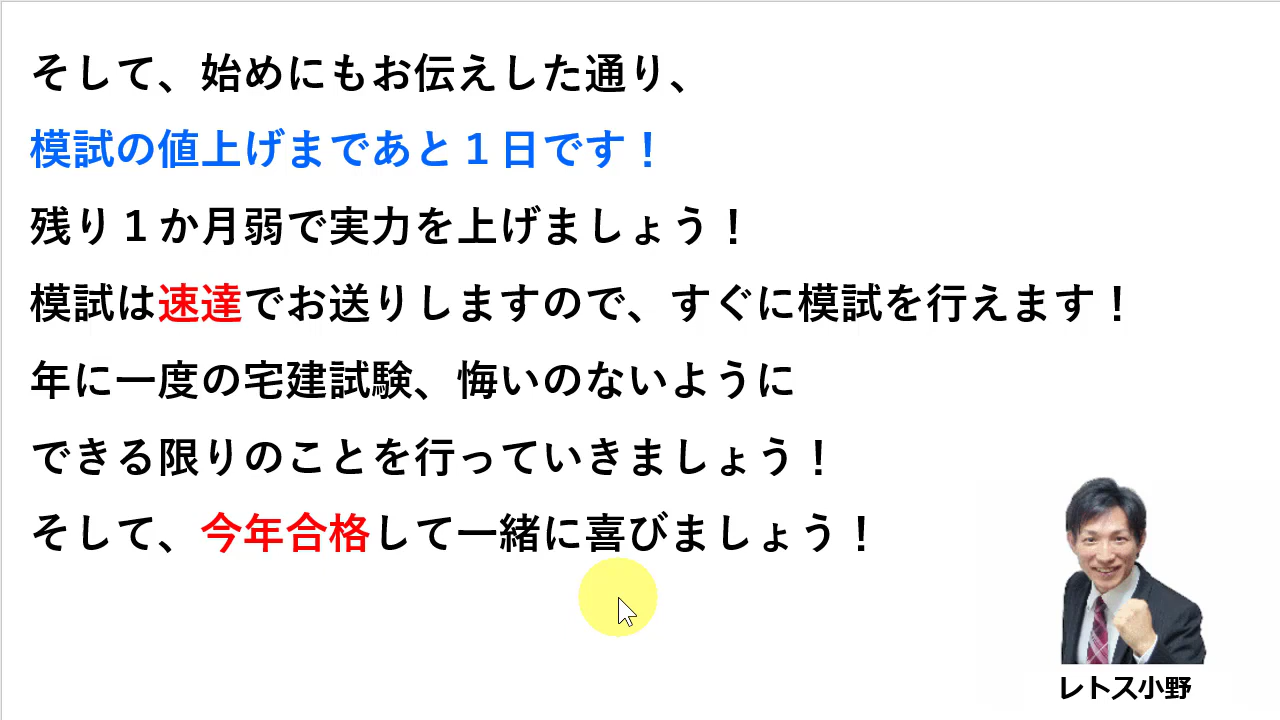 そして、始めにもお伝えした通り、
模試の値上げまであと１日です！
残り１か月弱で実力を上げましょう！
模試は速達でお送りしますので、すぐに模試を行えます！
年に一度の宅建試験、悔いのないように
できる限りのことを行っていきましょう！
そして、今年合格して一緒に喜びましょう！
レトス小野